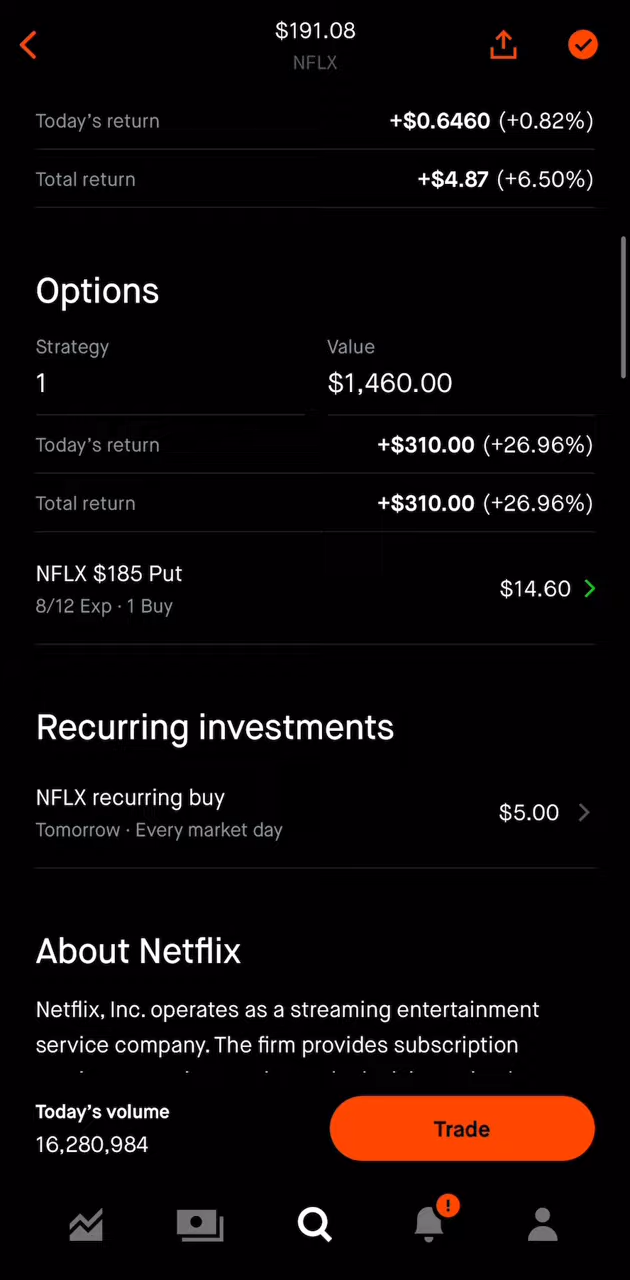 $191.08
NFLX
Today's return +$0.6460 (+0.82%)
Total return +$4.87 (+6.50%)
Options
Strategy Value
1 $1,460.00
Today's return +$310.00 (+26.96%)
Total return +$310.00 (+26.96%)
NFLX $185 Put
$14.60
8/12 Exp · 1 Buy
Recurring investments
NFLX recurring buy
$5.00
Tomorrow · Every market day
About Netflix
Netflix, Inc. operates as a streaming entertainment
service company. The firm provides subscription
Today's volume
16,280,984
Trade
!